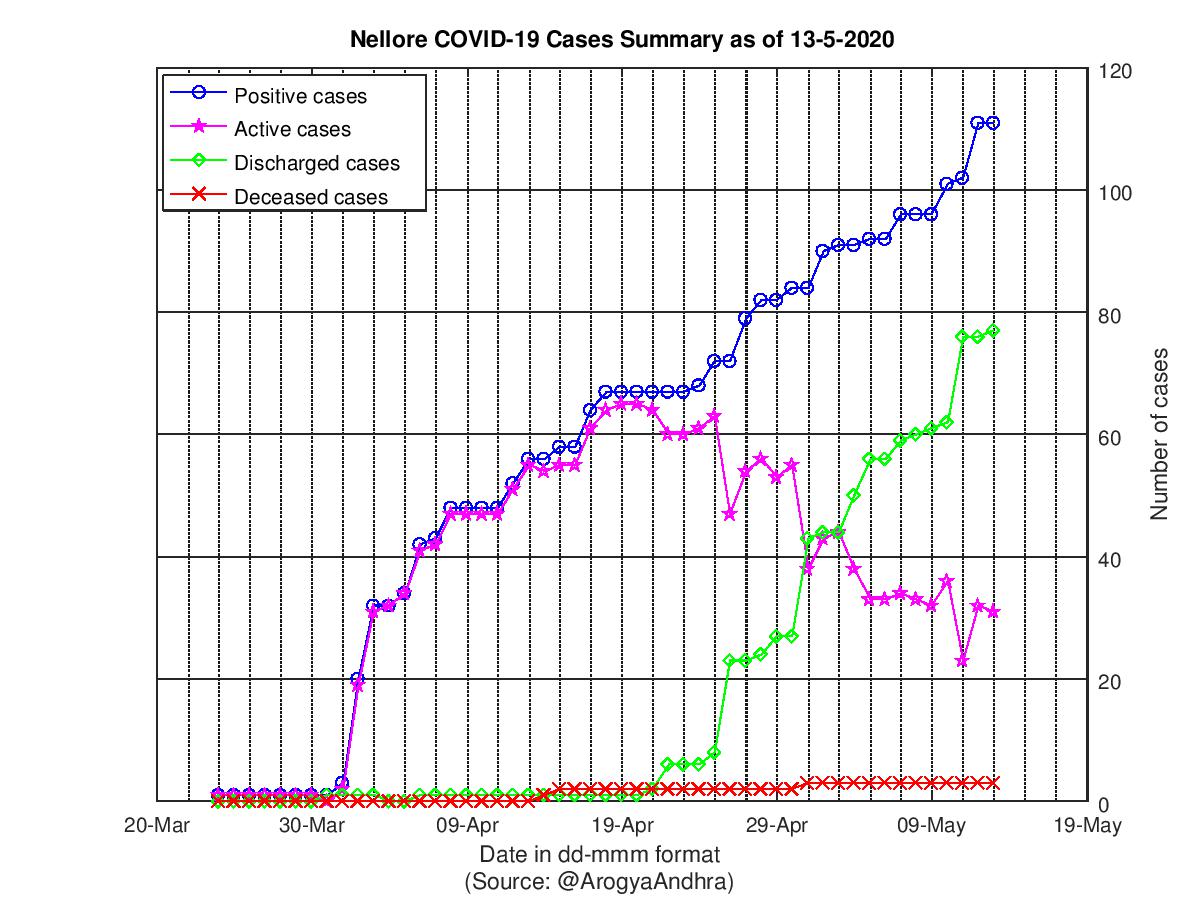 Nellore COVID-19 Cases Summary as of 13-5-2020
Positive cases
Active cases
Discharged cases
Deceased cases
120
100
80
60
40
20
0
Number of cases
20-Mar 30-Mar 09-Apr 19-Apr 29-Apr 09-May 19-May
Date in dd-mmm format
(Source: @ArogyaAndhra)